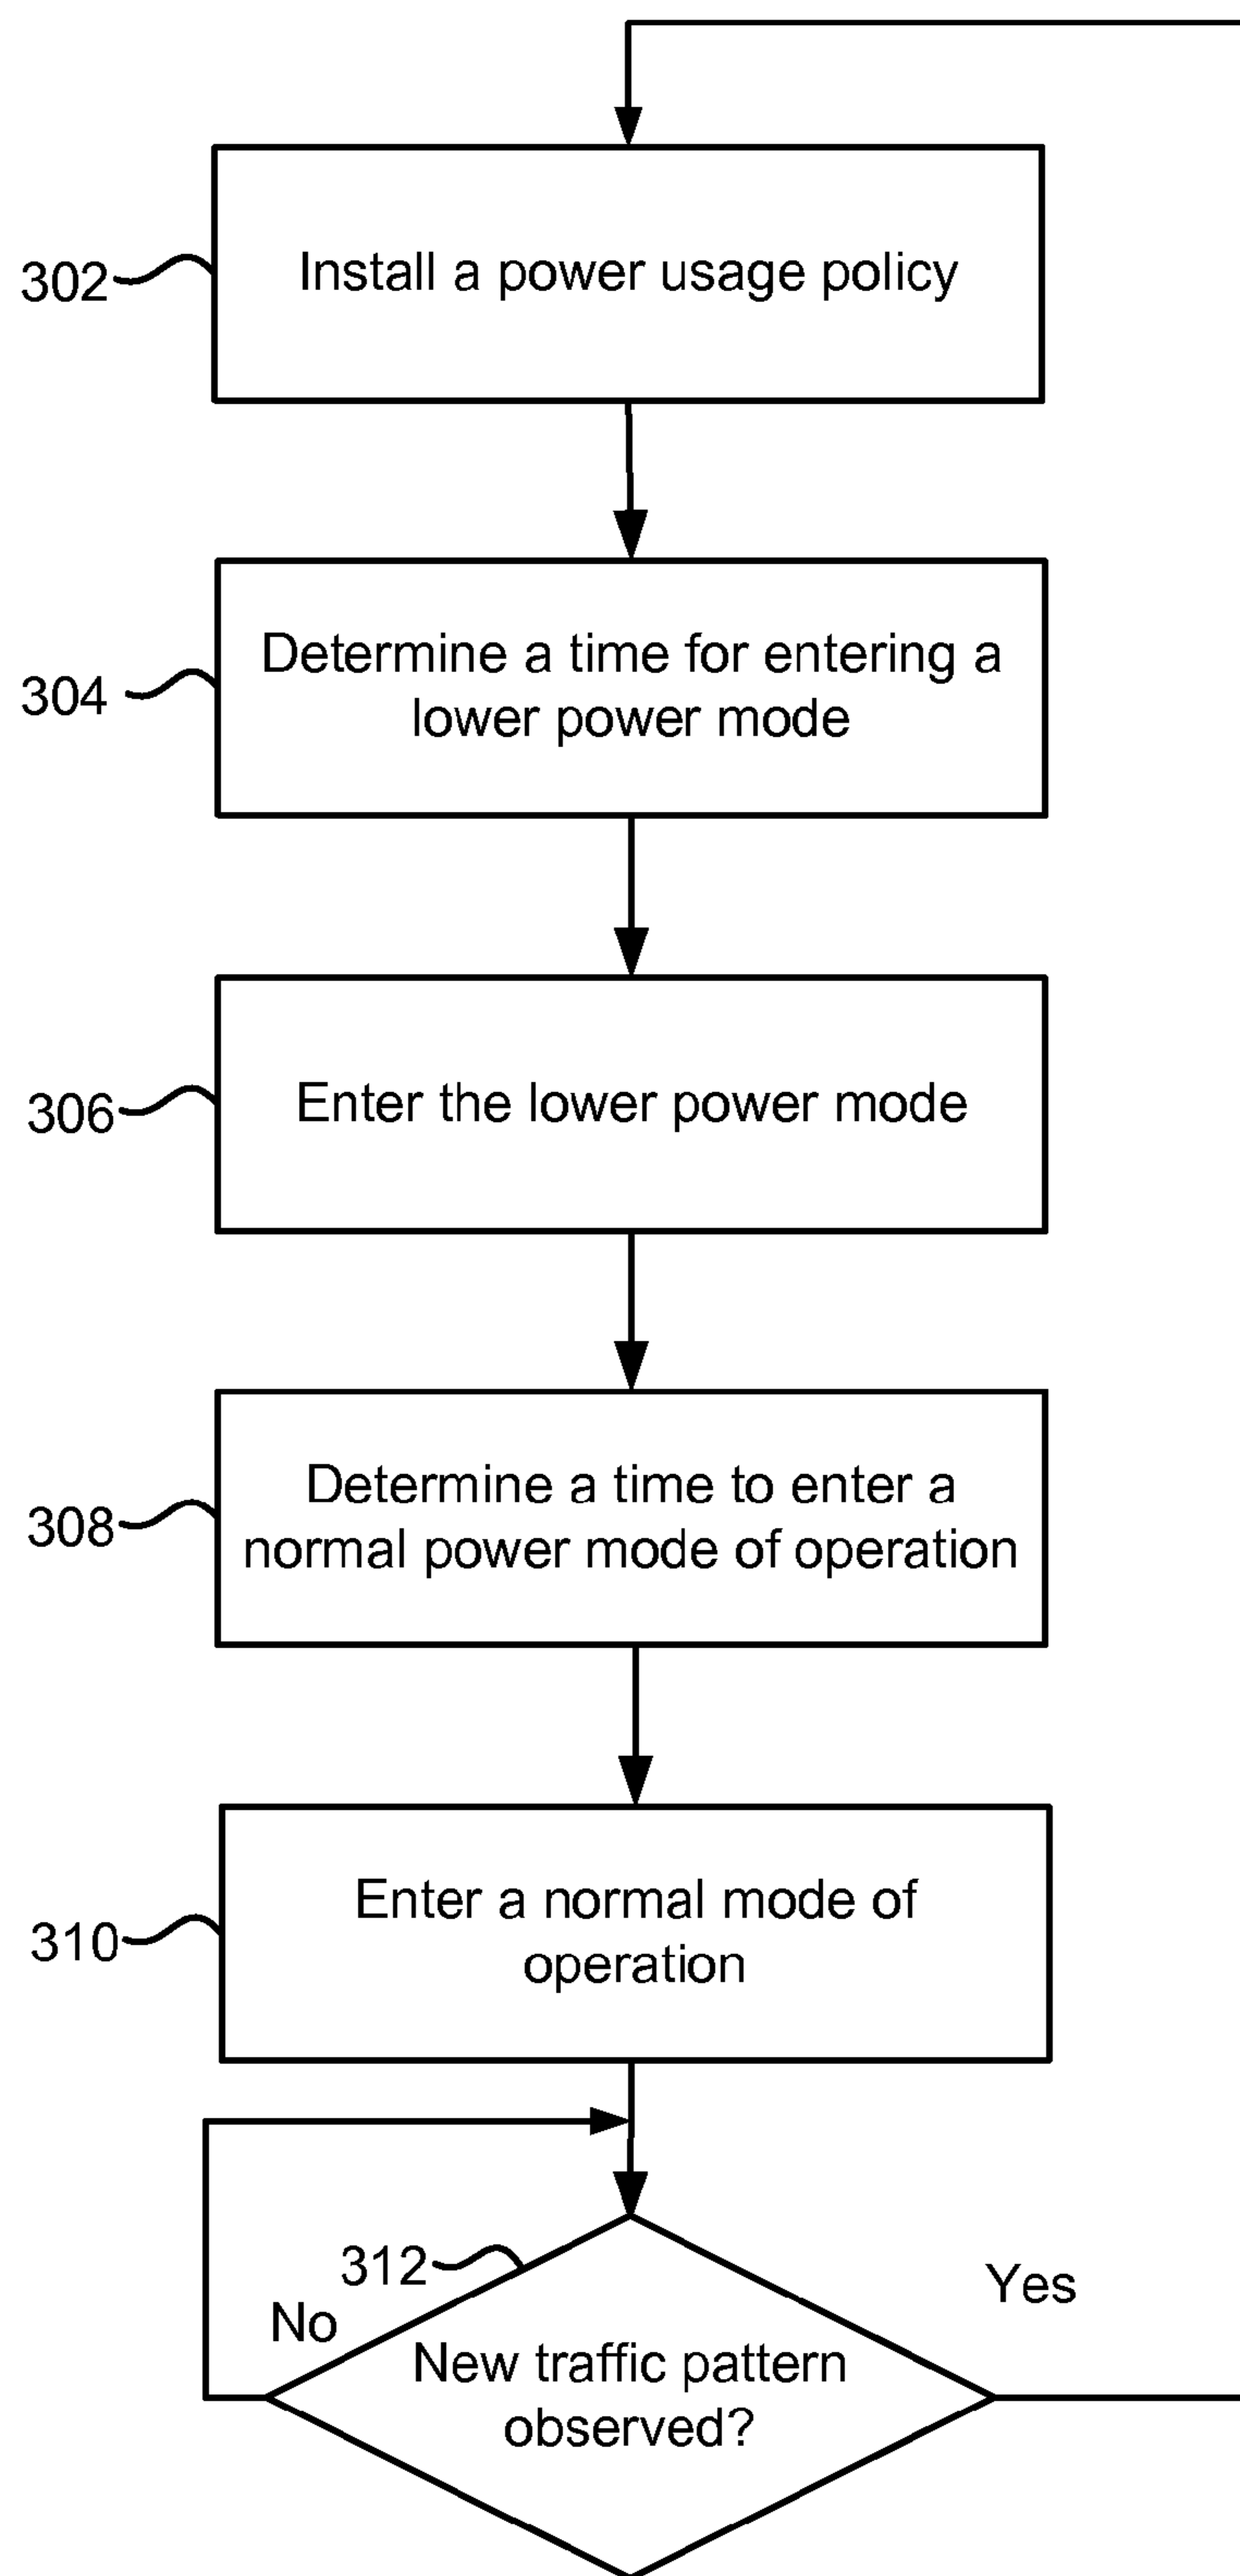 302
Install a power usage policy
304
Determine a time for entering a
lower power mode
306
Enter the lower power mode
308
Determine a time to enter a
normal power mode of operation
310
Enter a normal mode of
operation
312
No
Yes
New traffic pattern
observed?